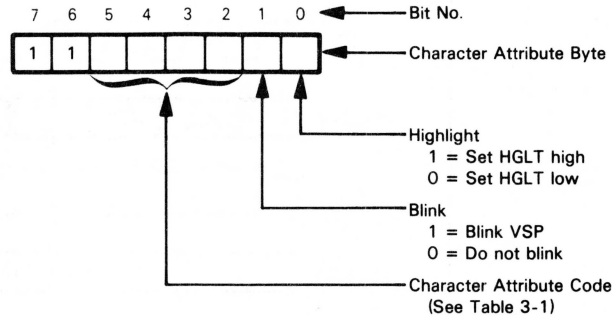 7 6 5 4 3 2 1 0 Bit No.
1 1 Character Attribute Byte
Highlight
1 = Set HGLT high
0 = Set HGLT low
Blink
1 = Blink VSP
0 = Do not blink
Character Attribute Code
(See Table 3-1)